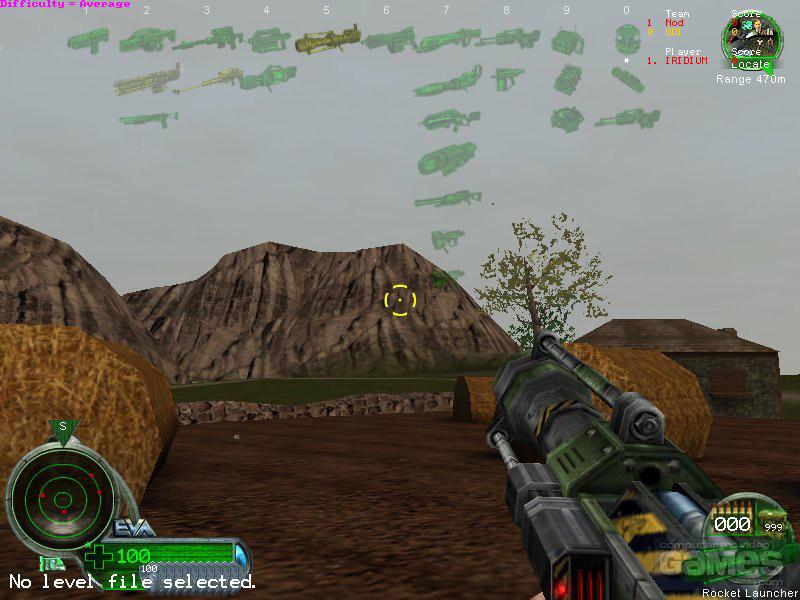 Difficulty = Average
1 2 3 4 5 6 7 8 9 0
Team Score
1 Nod
0 GDI 0
Player Score
* 1. IRIDIUM
Locate
Range 470m
S
EVA
100
100
No level file selected.
000 999
computer and video
GameS
.com
Rocket Launcher